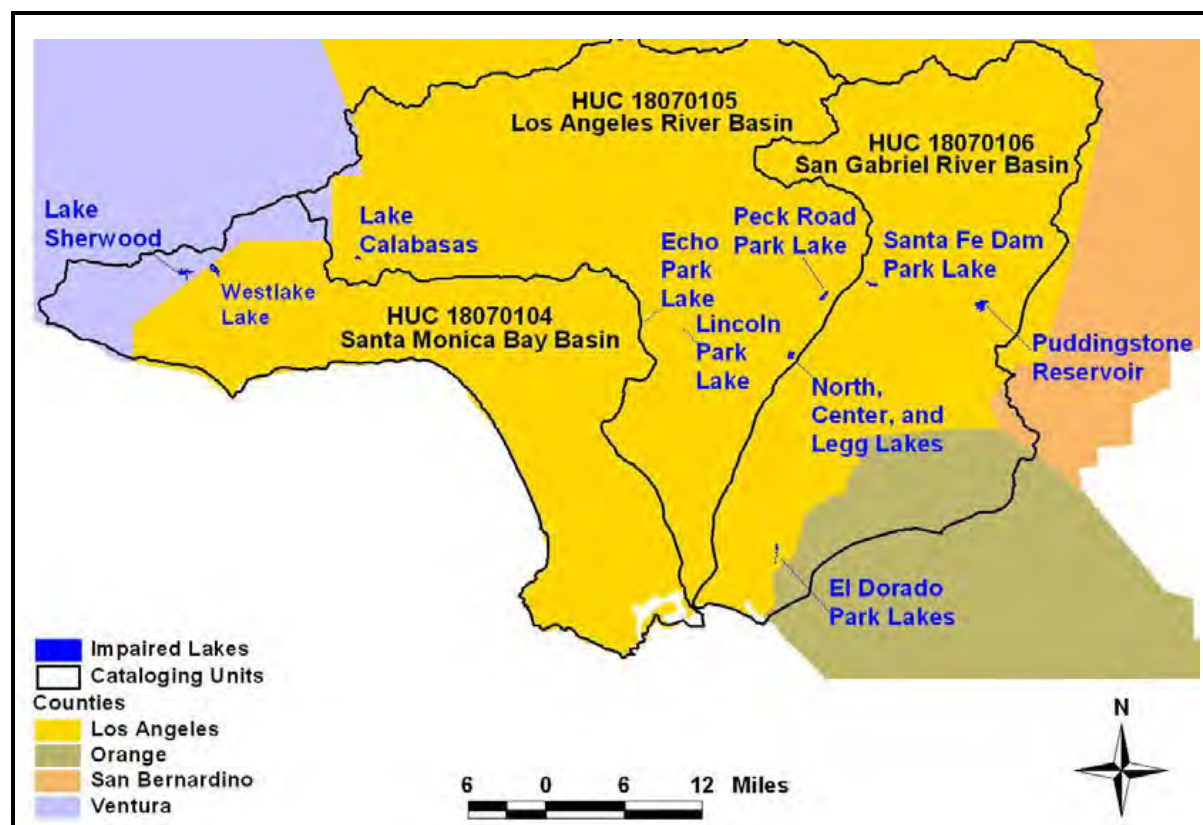 HUC 18070105
Los Angeles River Basin
HUC 18070106
San Gabriel River Basin
Lake
Sherwood
Westlake
Lake
Lake
Calabasas
HUC 18070104
Santa Monica Bay Basin
Echo
Park
Lake
Lincoln
Park
Lake
Peck Road
Park Lake
Santa Fe Dam
Park Lake
Puddingstone
Reservoir
North,
Center, and
Legg Lakes
El Dorado
Park Lakes
Impaired Lakes
Cataloging Units
Counties
Los Angeles
Orange
San Bernardino
Ventura
6 0 6 12 Miles
N